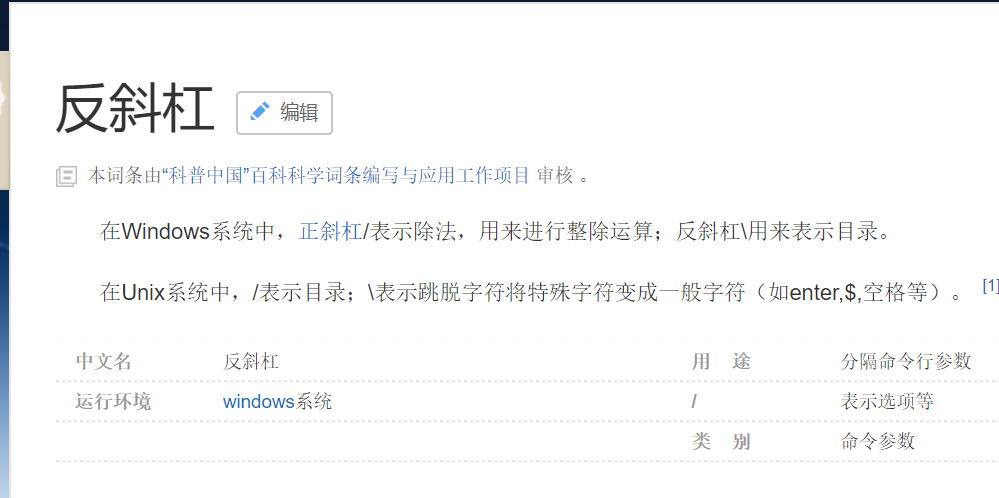 反斜杠 编辑
本词条由“科普中国”百科科学词条编写与应用工作项目 审核 。
在Windows系统中，正斜杠/表示除法，用来进行整除运算；反斜杠\用来表示目录。
在Unix系统中，/表示目录；\表示跳脱字符将特殊字符变成一般字符（如enter,$,空格等）。 [1]
中文名 反斜杠 用 途 分隔命令行参数
运行环境 windows系统 / 表示选项等
类 别 命令参数